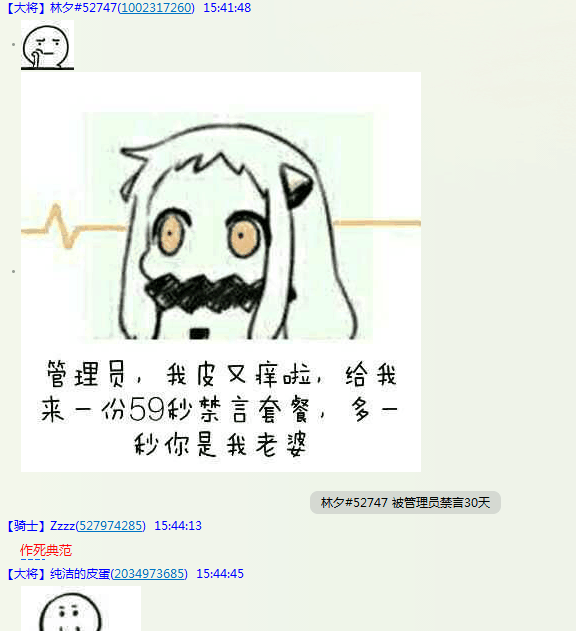 【大将】林夕#52747(1002317260) 15:41:48
管理员，我皮又痒啦，给我
来一份59秒禁言套餐，多一
秒你是我老婆
林夕#52747 被管理员禁言30天
【骑士】Zzzz(527974285) 15:44:13
作死典范
【大将】纯洁的皮蛋(2034973685) 15:44:45